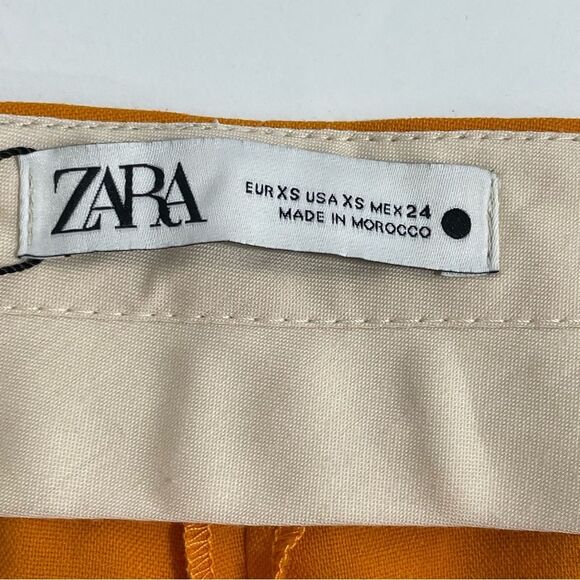 ZARA
EUR XS USA XS MEX 24
MADE IN MOROCCO